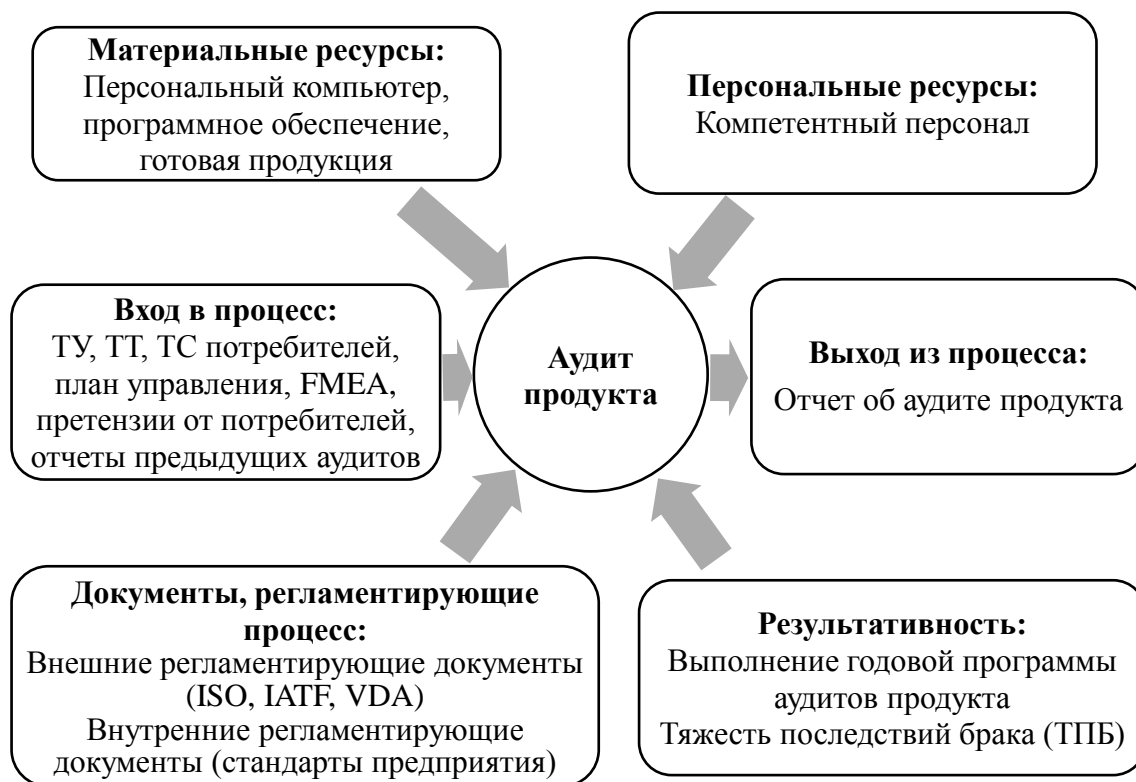 Материальные ресурсы:
Персональный компьютер,
программное обеспечение,
готовая продукция
Персональные ресурсы:
Компетентный персонал
Вход в процесс:
ТУ, ТТ, ТС потребителей,
план управления, FMEA,
претензии от потребителей,
отчеты предыдущих аудитов
Аудит
продукта
Выход из процесса:
Отчет об аудите продукта
Документы, регламентирующие
процесс:
Внешние регламентирующие документы
(ISO, IATF, VDA)
Внутренние регламентирующие
документы (стандарты предприятия)
Результативность:
Выполнение годовой программы
аудитов продукта
Тяжесть последствий брака (ТПБ)